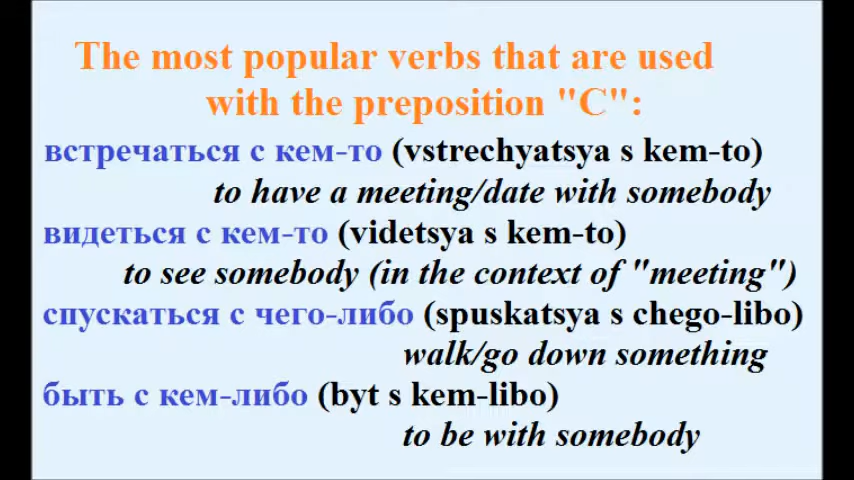 The most popular verbs that are used
with the preposition "С":
встречаться с кем-то (vstrechyatsya s kem-to)
to have a meeting/date with somebody
видеться с кем-то (videtsya s kem-to)
to see somebody (in the context of "meeting")
спускаться с чего-либо (spuskatsya s chego-libo)
walk/go down something
быть с кем-либо (byt s kem-libo)
to be with somebody